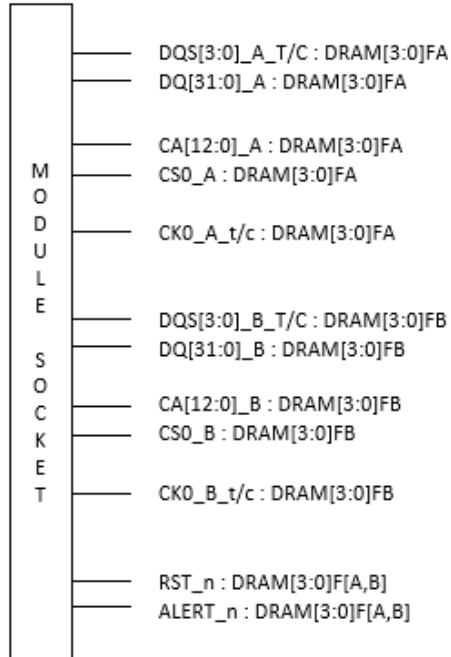 DQS[3:0]_A_T/C : DRAM[3:0]FA
DQ[31:0]_A : DRAM[3:0]FA
CA[12:0]_A : DRAM[3:0]FA
CS0_A : DRAM[3:0]FA
CK0_A_t/c : DRAM[3:0]FA
MODULE SOCKET
DQS[3:0]_B_T/C : DRAM[3:0]FB
DQ[31:0]_B : DRAM[3:0]FB
CA[12:0]_B : DRAM[3:0]FB
CS0_B : DRAM[3:0]FB
CK0_B_t/c : DRAM[3:0]FB
RST_n : DRAM[3:0]F[A,B]
ALERT_n : DRAM[3:0]F[A,B]